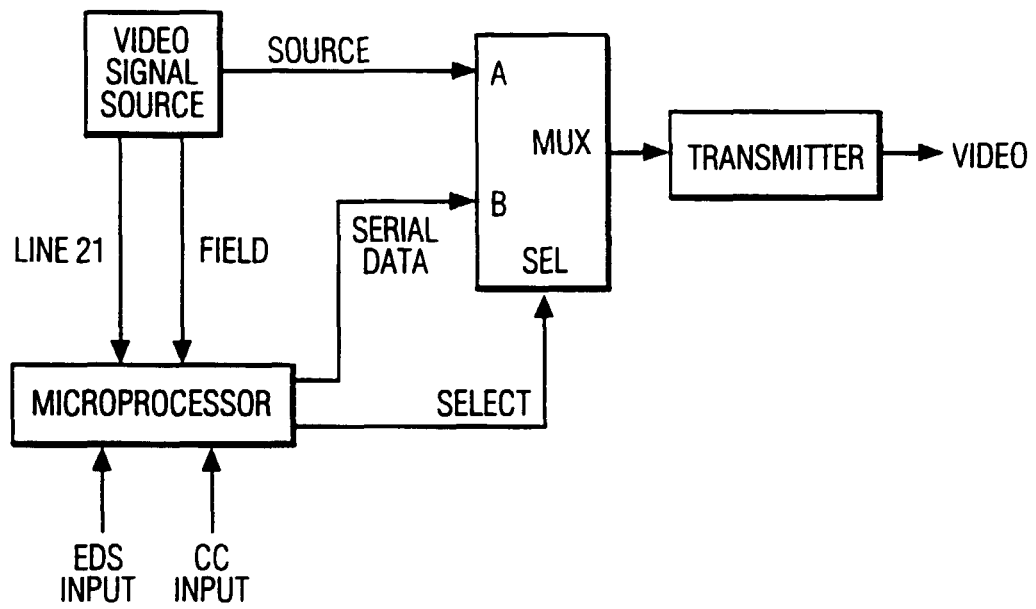 VIDEO
SIGNAL
SOURCE
SOURCE
A
MUX
TRANSMITTER
VIDEO
B
SERIAL
DATA
SEL
LINE 21
FIELD
MICROPROCESSOR
SELECT
EDS
INPUT
CC
INPUT